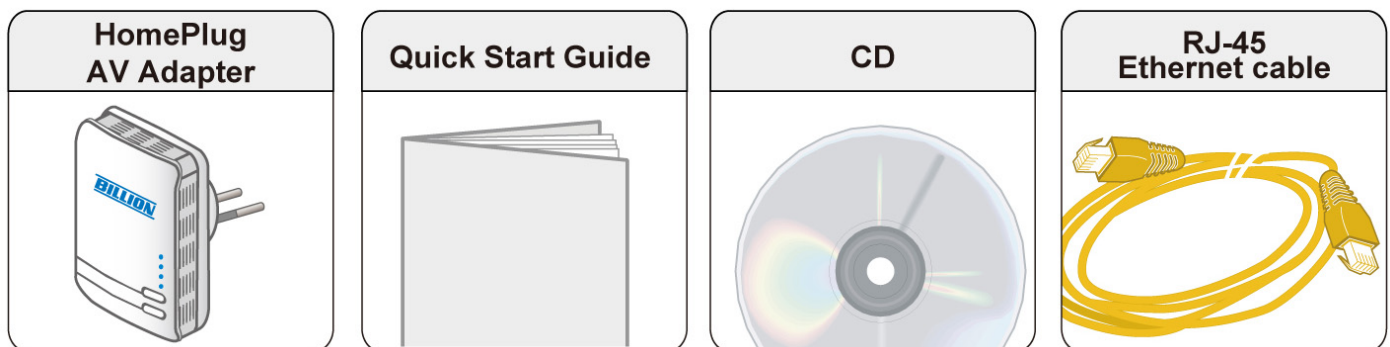 HomePlug
AV Adapter
BILLION
Quick Start Guide
CD
RJ-45
Ethernet cable